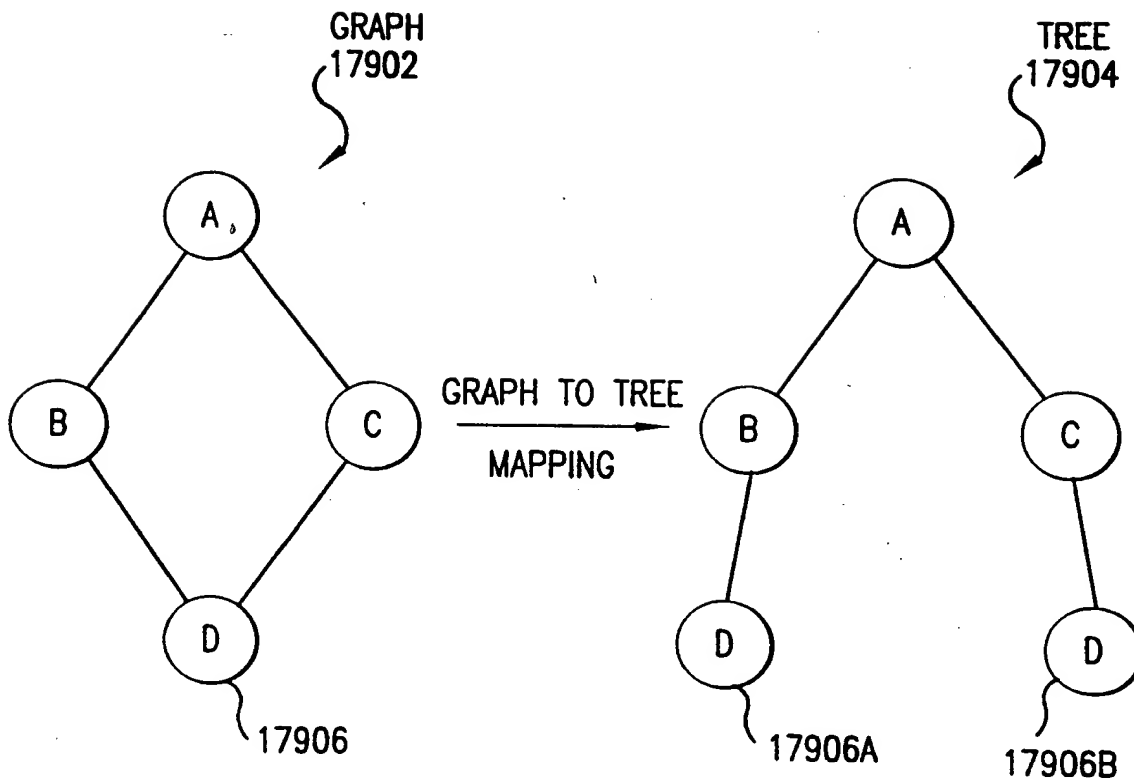 GRAPH
17902
TREE
17904
A
A
B
C
GRAPH TO TREE
MAPPING
B
C
D
D
D
17906
17906A
17906B